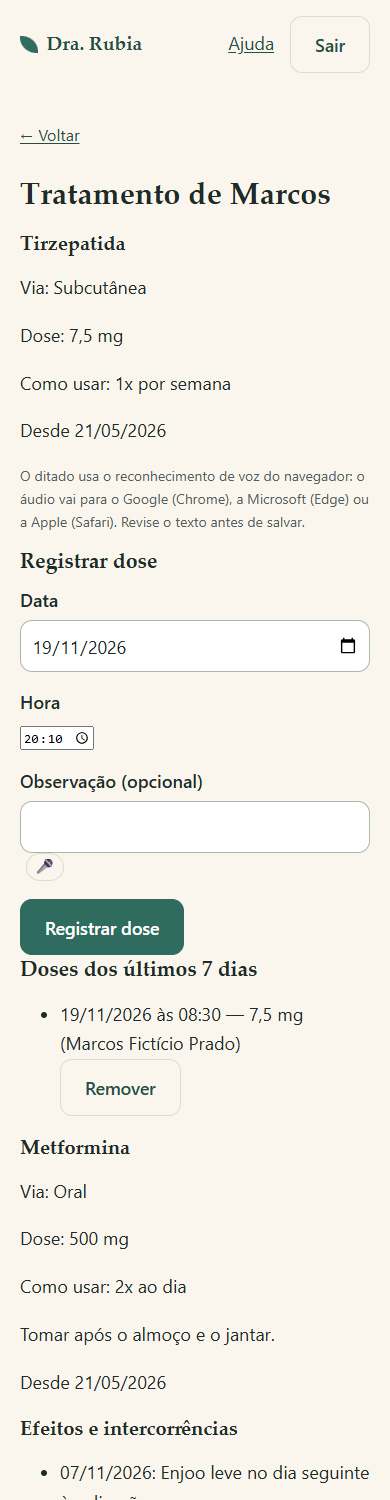 Dra. Rubia
Ajuda
Sair
← Voltar
Tratamento de Marcos
Tirzepatida
Via: Subcutânea
Dose: 7,5 mg
Como usar: 1x por semana
Desde 21/05/2026
O ditado usa o reconhecimento de voz do navegador: o
áudio vai para o Google (Chrome), a Microsoft (Edge) ou
a Apple (Safari). Revise o texto antes de salvar.
Registrar dose
Data
19/11/2026
Hora
20:10
Observação (opcional)
Registrar dose
Doses dos últimos 7 dias
19/11/2026 às 08:30 — 7,5 mg
(Marcos Fictício Prado)
Remover
Metformina
Via: Oral
Dose: 500 mg
Como usar: 2x ao dia
Tomar após o almoço e o jantar.
Desde 21/05/2026
Efeitos e intercorrências
07/11/2026: Enjoo leve no dia seguinte